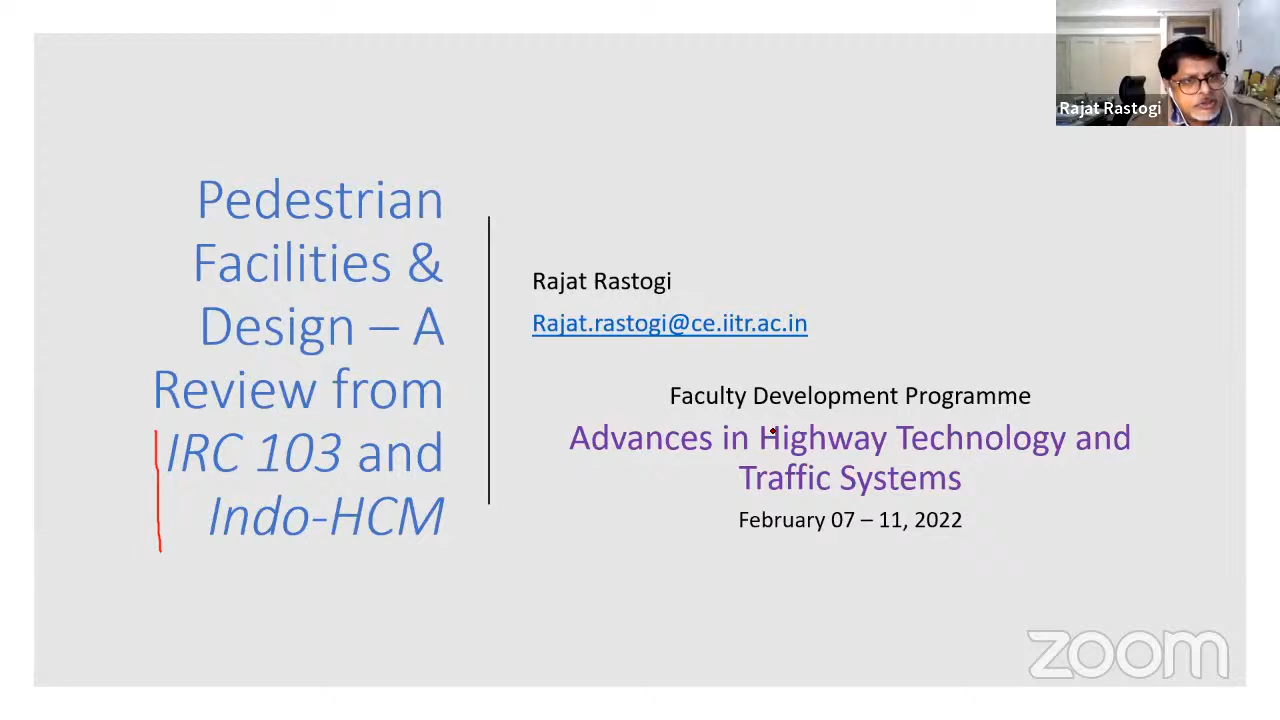 Rajat Rastogi
Pedestrian
Facilities &
Design – A
Review from
IRC 103 and
Indo-HCM
Rajat Rastogi
Rajat.rastogi@ce.iitr.ac.in
Faculty Development Programme
Advances in Highway Technology and
Traffic Systems
February 07 – 11, 2022
zoom